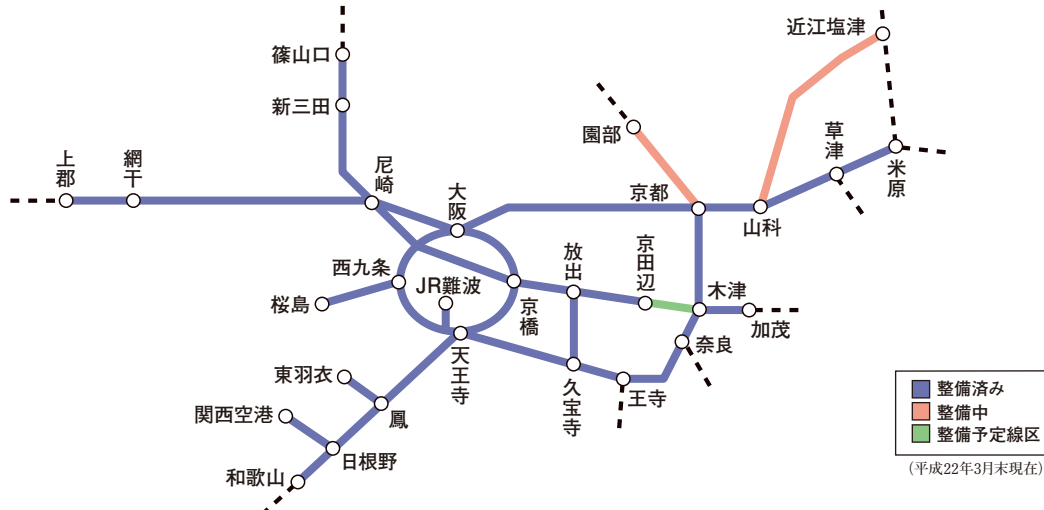 近江塩津
篠山口
新三田
園部
草津
米原
上郡
網干
尼崎
大阪
京都
山科
西九条
JR難波
放出
京田辺
木津
桜島
京橋
加茂
天王寺
奈良
東羽衣
久宝寺
王寺
関西空港
鳳
日根野
和歌山
整備済み
整備中
整備予定線区
(平成22年3月末現在)